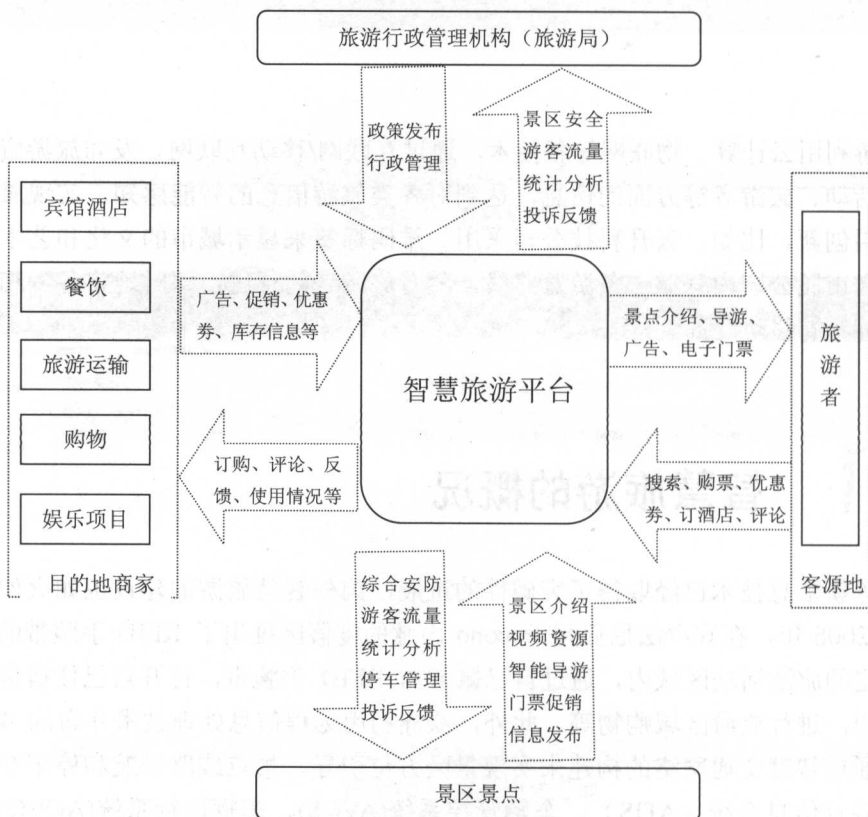 旅游行政管理机构（旅游局）
政策发布
行政管理
景区安全
游客流量
统计分析
投诉反馈
宾馆酒店
餐饮
旅游运输
购物
娱乐项目
目的地商家
广告、促销、优惠
劵、库存信息等
订购、评论、反
馈、使用情况等
智慧旅游平台
景点介绍、导游、
广告、电子门票
搜索、购票、优惠
劵、订酒店、评论
旅
游
者
客源地
综合安防
游客流量
统计分析
停车管理
投诉反馈
景区介绍
视频资源
智能导游
门票促销
信息发布
景区景点